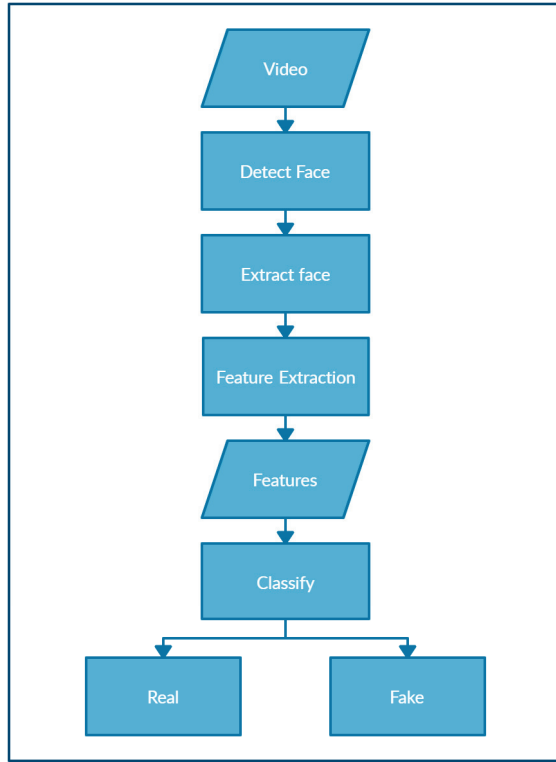 Video
Detect Face
Extract face
Feature Extraction
Features
Classify
Real
Fake